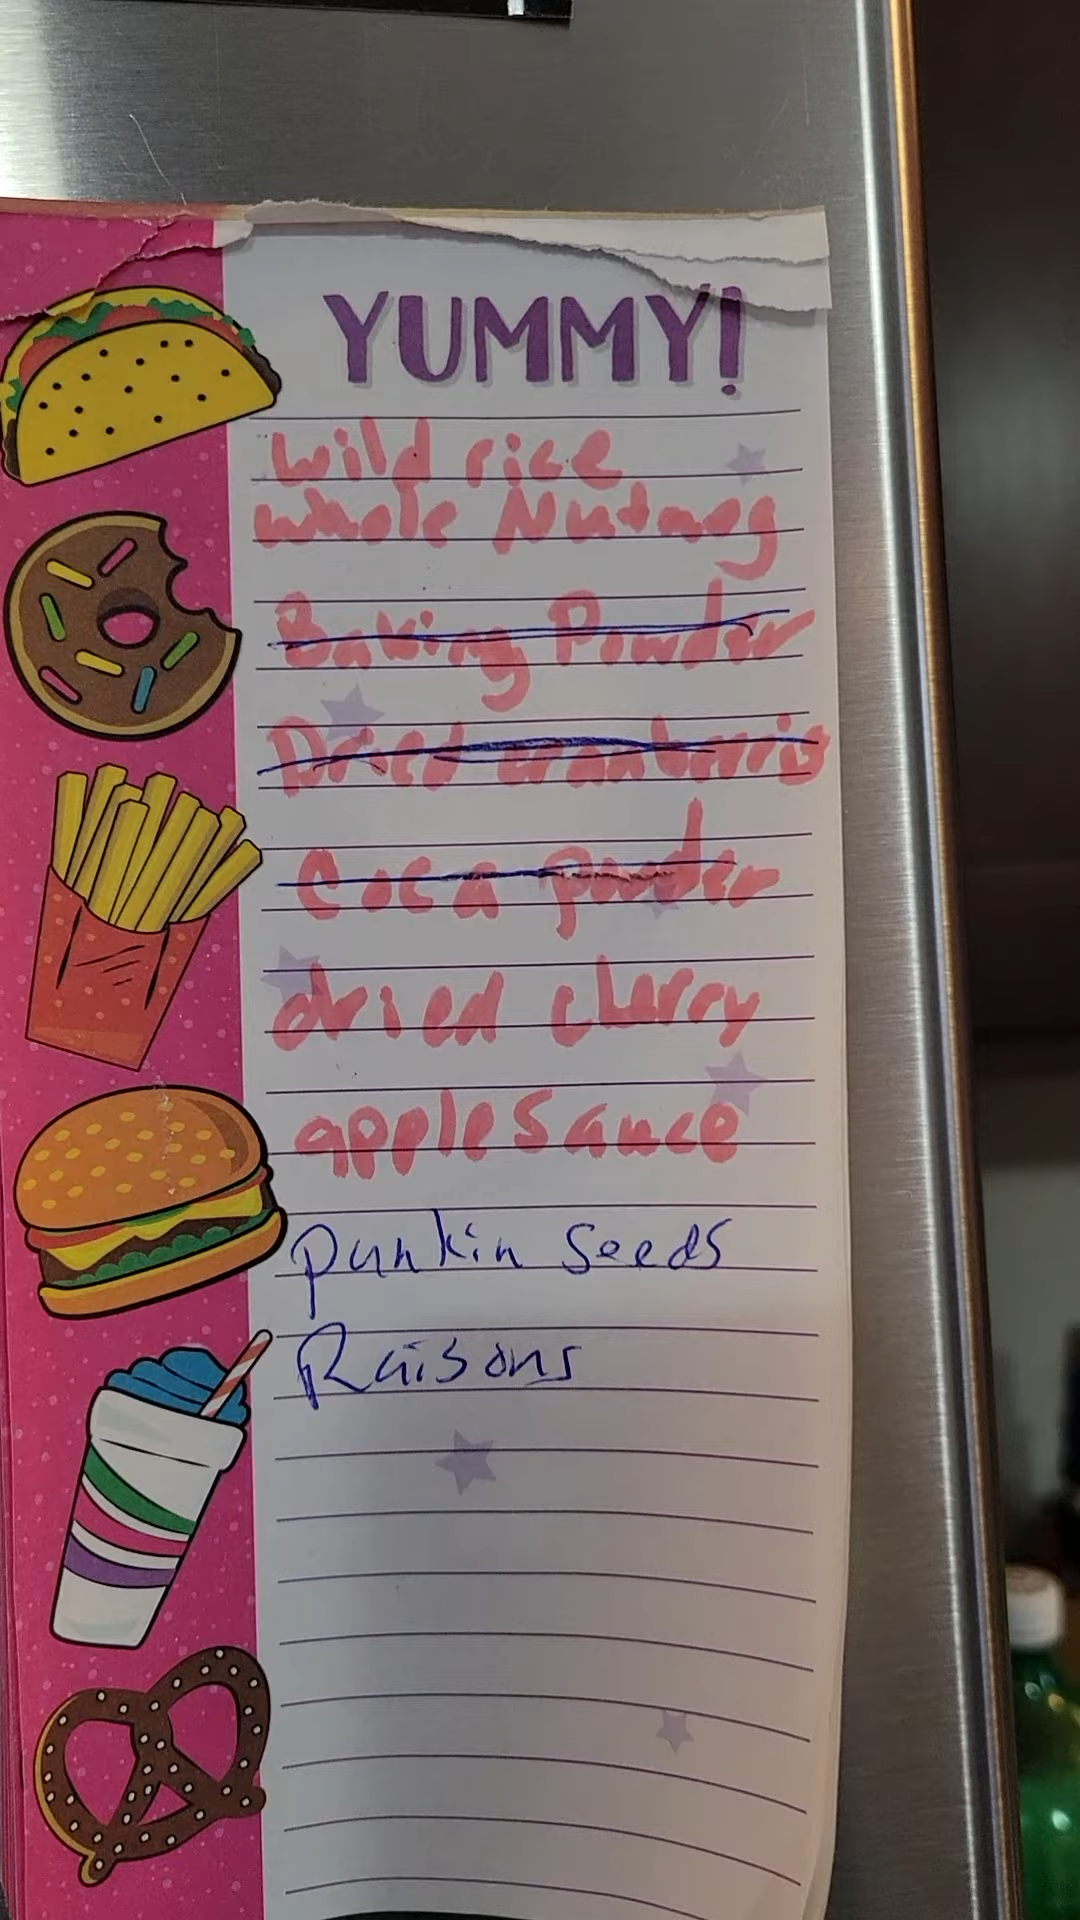 YUMMY!
Wild rice
Whole Nutmeg
Baking Powder
Dried cranberris
Coca powder
dried cherry
applesauce
Punkin Seeds
Raisons